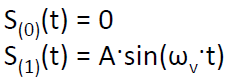 S(0)(t) = 0
S(1)(t) = A·sin(ωv·t)